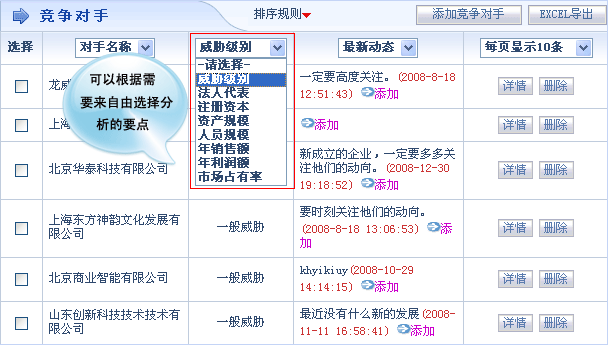 竞争对手
排序规则
添加竞争对手
EXCEL导出
选择
对手名称
威胁级别
最新动态
每页显示10条
-请选择-
威胁级别
法人代表
注册资本
资产规模
人员规模
年销售额
年利润额
市场占有率
可以根据需
要来自由选择分
析的要点
龙威
一定要高度关注。(2008-8-18
12:51:43) 添加
详情
删除
上海
添加
详情
删除
北京华泰科技有限公司
新成立的企业，一定要多多关
注他们的动向。(2008-12-30
19:18:52) 添加
详情
删除
上海东方神韵文化发展有
限公司
一般威胁
要时刻关注他们的动向。
(2008-8-18 13:06:53) 添
加
详情
删除
北京商业智能有限公司
一般威胁
khyikiuy(2008-10-29
14:14:15) 添加
详情
删除
山东创新科技技术技术有
限公司
一般威胁
最近没有什么新的发展(2008-
11-11 16:58:41) 添加
详情
删除